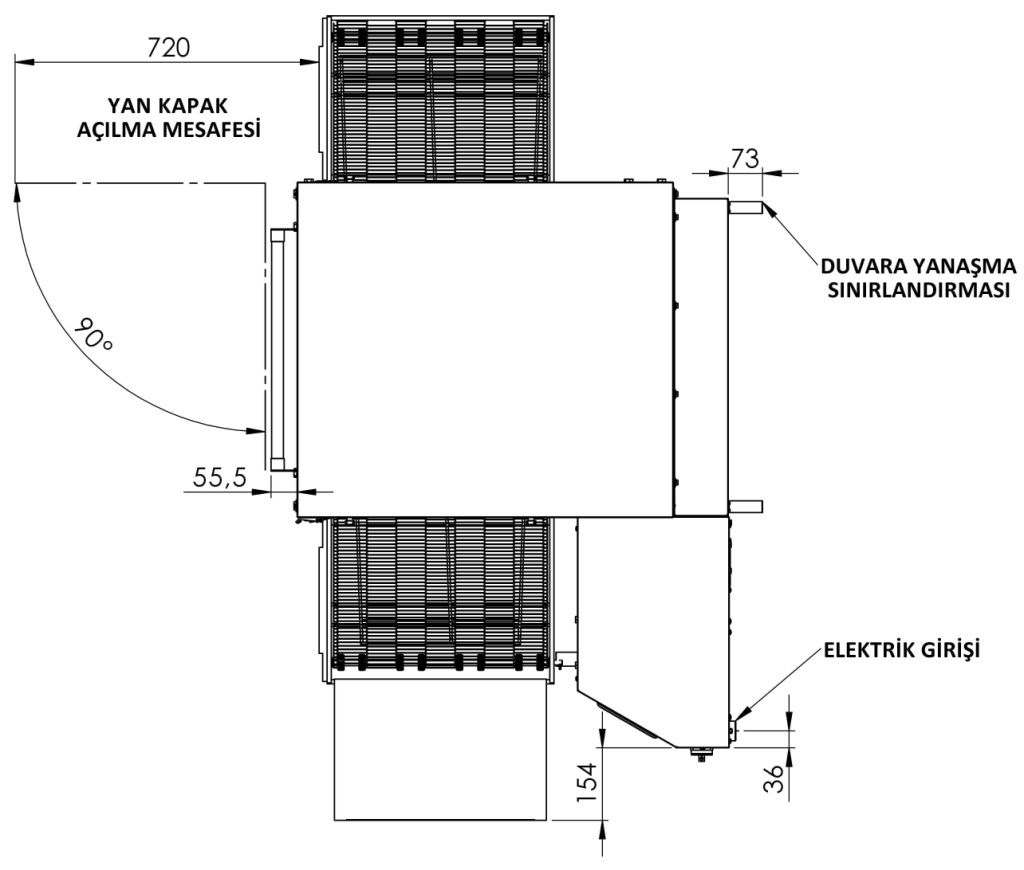 720
YAN KAPAK
AÇILMA MESAFESİ
73
DUVARA YANAŞMA
SINIRLANDIRMASI
90°
55,5
ELEKTRİK GİRİŞİ
154
36